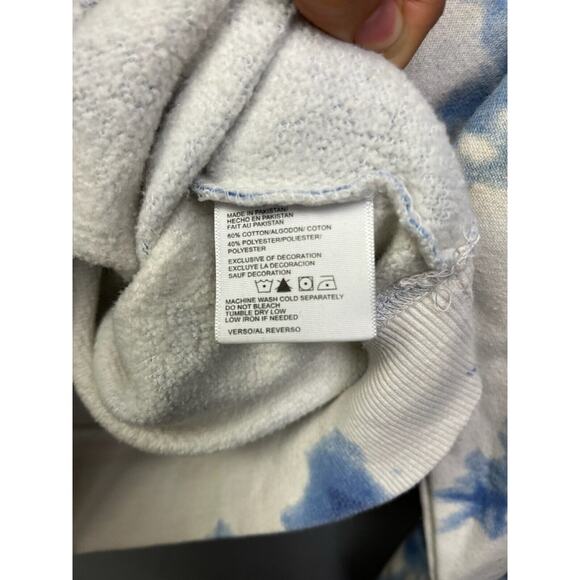 MADE IN PAKISTAN/
HECHO EN PAKISTAN
FAIT AU PAKISTAN
60% COTTON/ALGODON/ COTON
40% POLYESTER/POLIESTER/
POLYESTER
EXCLUSIVE OF DECORATION
EXCLUYE LA DECORACION
SAUF DECORATION
MACHINE WASH COLD SEPARATELY
DO NOT BLEACH
TUMBLE DRY LOW
LOW IRON IF NEEDED
VERSO/AL REVERSO